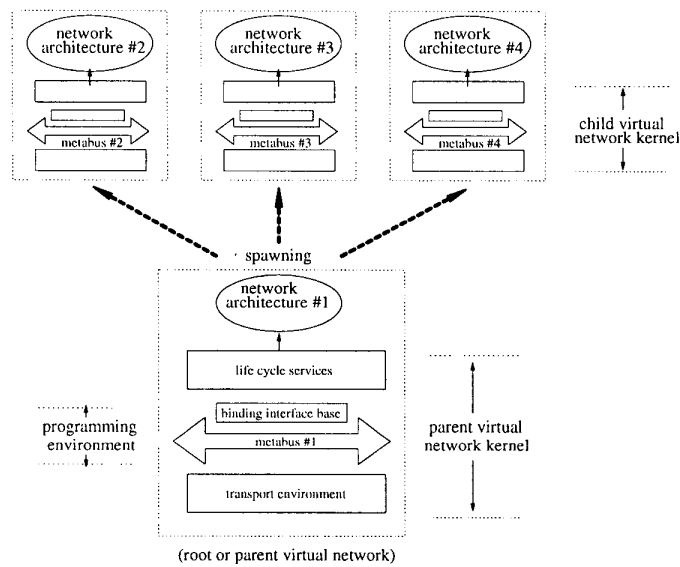 network
architecture #2
network
architecture #3
network
architecture #4
metabus #2
metabus #3
metabus #4
child virtual
network kernel
spawning
network
architecture #1
life cycle services
binding interface base
metabus #1
transport environment
programming
environment
parent virtual
network kernel
(root or parent virtual network)